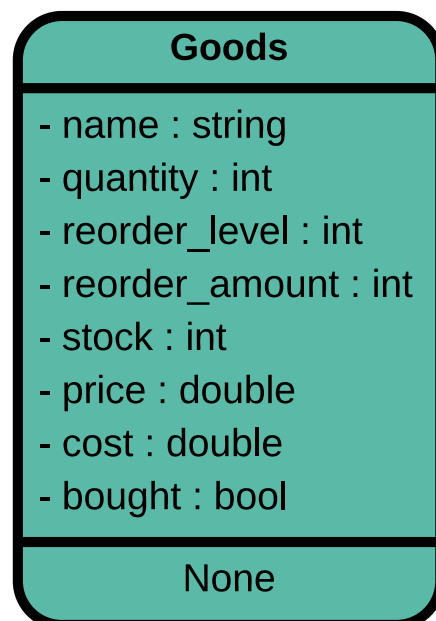 Goods
- name : string
- quantity : int
- reorder_level : int
- reorder_amount : int
- stock : int
- price : double
- cost : double
- bought : bool
None